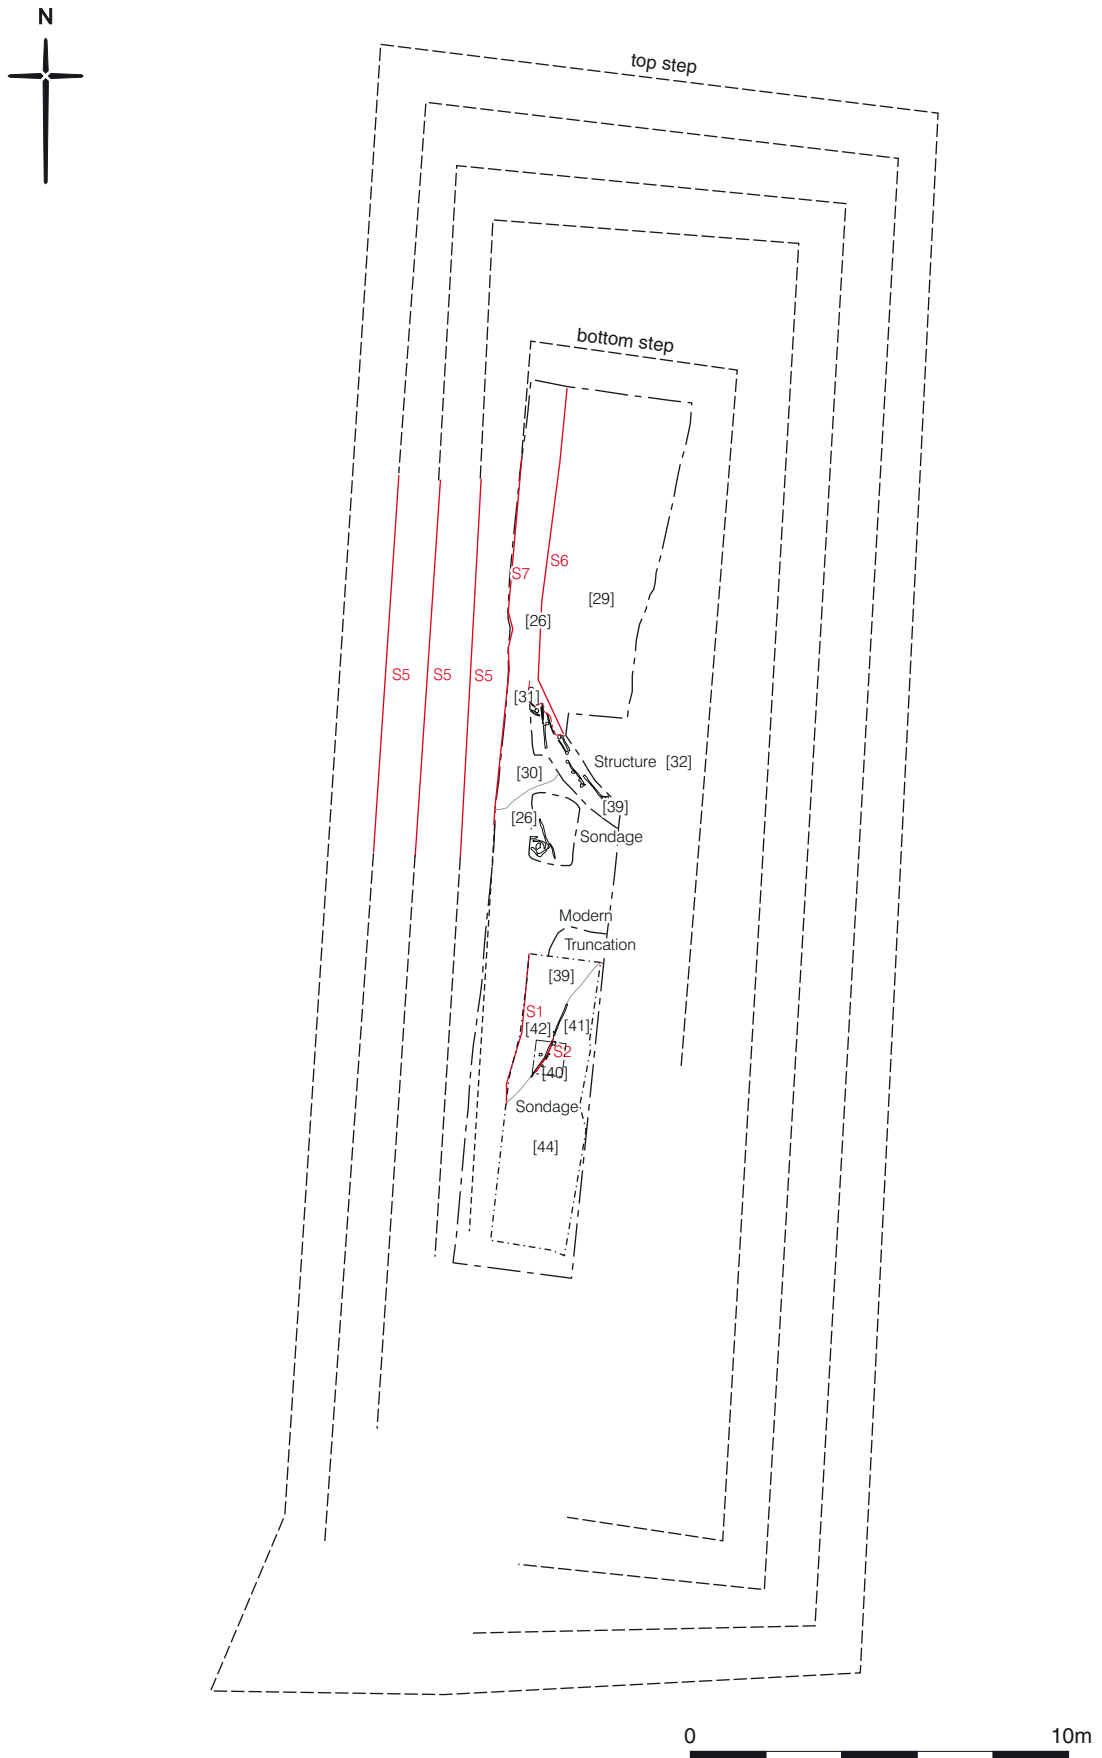 N
top step
bottom step
S6
S7
[29]
[26]
S5
S5
S5
[31]
Structure [32]
[30]
[39]
[26]
Sondage
Modern
Truncation
[39]
S1
[42]
[41]
S2
[40]
Sondage
[44]
0
10m